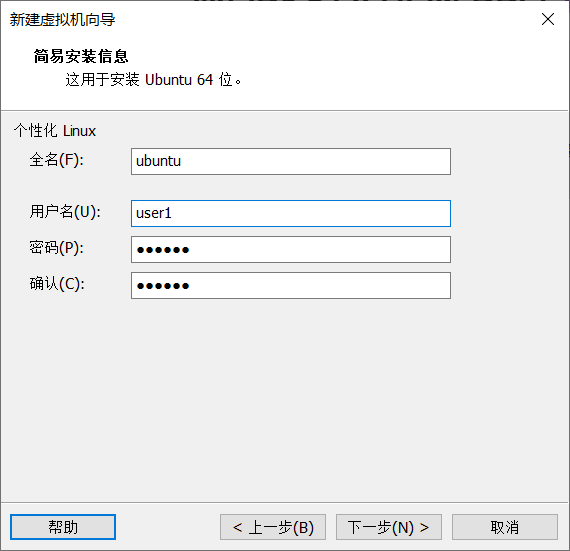 新建虚拟机向导
简易安装信息
这用于安装 Ubuntu 64 位。
个性化 Linux
全名(F): ubuntu
用户名(U): user1
密码(P): ●●●●●●
确认(C): ●●●●●●
帮助 < 上一步(B) 下一步(N) > 取消